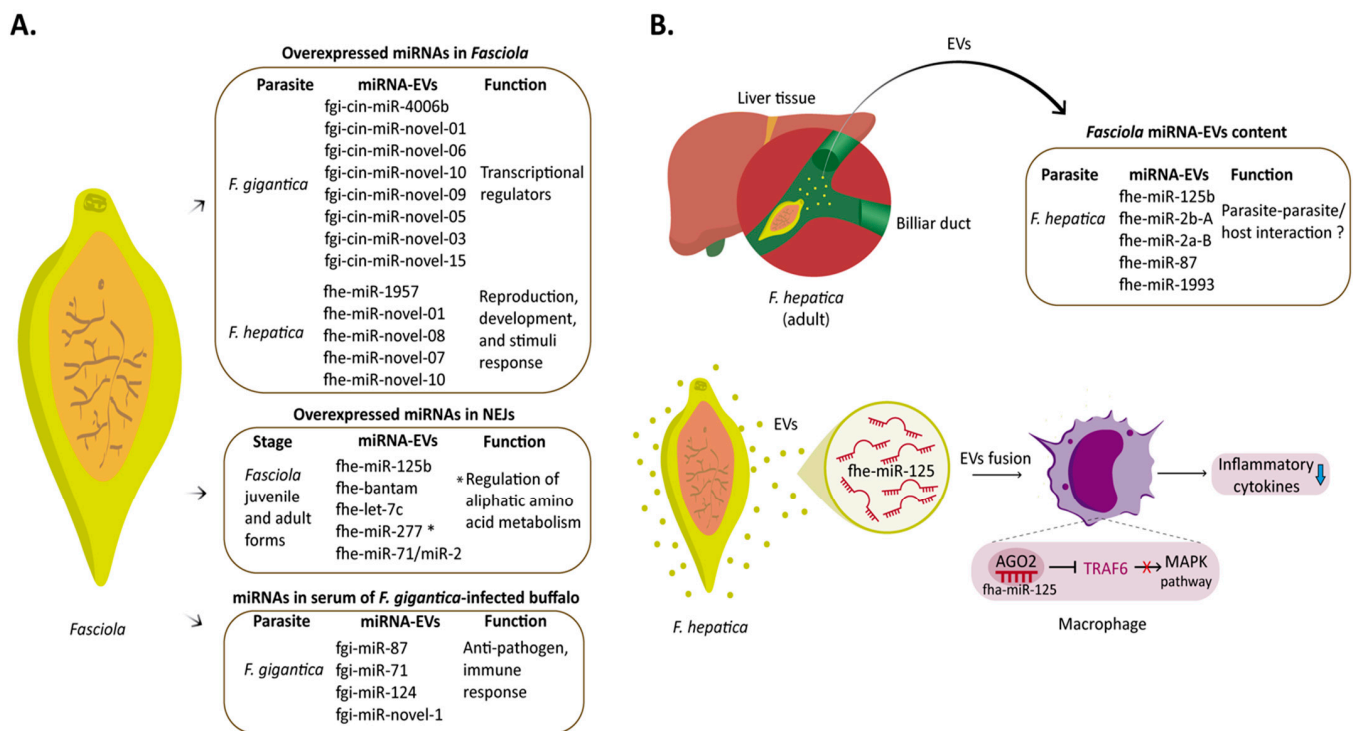 A.
Overexpressed miRNAs in Fasciola
Parasite miRNA-EVs Function
F. gigantica
fgi-cin-miR-4006b
fgi-cin-miR-novel-01
fgi-cin-miR-novel-06
fgi-cin-miR-novel-10
fgi-cin-miR-novel-09
fgi-cin-miR-novel-05
fgi-cin-miR-novel-03
fgi-cin-miR-novel-15
Transcriptional
regulators
F. hepatica
fhe-miR-1957
fhe-miR-novel-01
fhe-miR-novel-08
fhe-miR-novel-07
fhe-miR-novel-10
Reproduction,
development,
and stimuli
response
Overexpressed miRNAs in NEJs
Stage miRNA-EVs Function
Fasciola
juvenile
and adult
forms
fhe-miR-125b
fhe-bantam
fhe-let-7c
fhe-miR-277 *
fhe-miR-71/miR-2
* Regulation of
aliphatic amino
acid metabolism
miRNAs in serum of F. gigantica-infected buffalo
Parasite miRNA-EVs Function
F. gigantica
fgi-miR-87
fgi-miR-71
fgi-miR-124
fgi-miR-novel-1
Anti-pathogen,
immune
response
Fasciola
B.
EVs
Liver tissue
Billiar duct
F. hepatica
(adult)
Fasciola miRNA-EVs content
Parasite miRNA-EVs Function
F. hepatica
fhe-miR-125b
fhe-miR-2b-A
fhe-miR-2a-B
fhe-miR-87
fhe-miR-1993
Parasite-parasite/
host interaction ?
EVs
fhe-miR-125
EVs fusion
Inflammatory
cytokines
AGO2
fha-miR-125
TRAF6
MAPK
pathway
Macrophage
F. hepatica